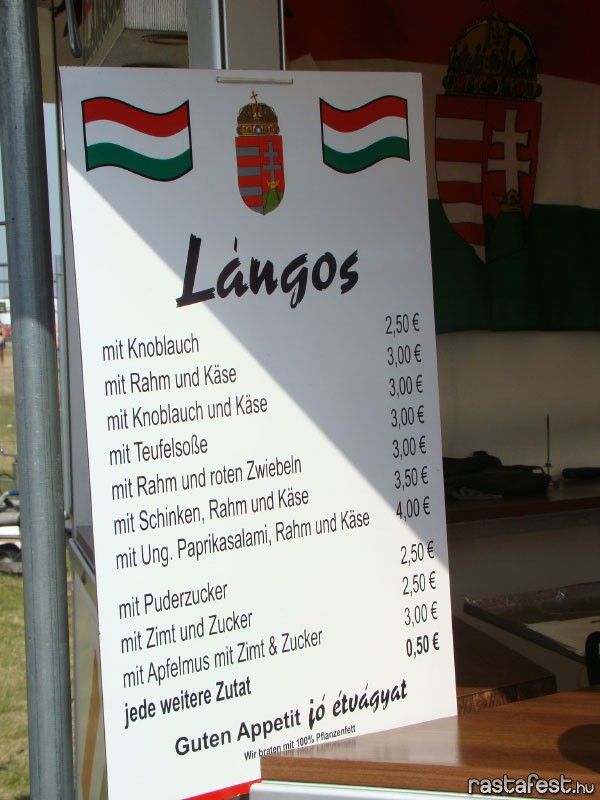 Lángos
mit Knoblauch 2,50 €
mit Rahm und Käse 3,00 €
mit Knoblauch und Käse 3,00 €
mit Teufelsoße 3,00 €
mit Rahm und roten Zwiebeln 3,00 €
mit Schinken, Rahm und Käse 3,50 €
mit Ung. Paprikasalami, Rahm und Käse 4,00 €
mit Puderzucker 2,50 €
mit Zimt und Zucker 2,50 €
mit Apfelmus mit Zimt & Zucker 3,00 €
jede weitere Zutat 0,50 €
Guten Appetit jó étvágyat
Wir braten mit 100% Pflanzenfett
rastafest.hu